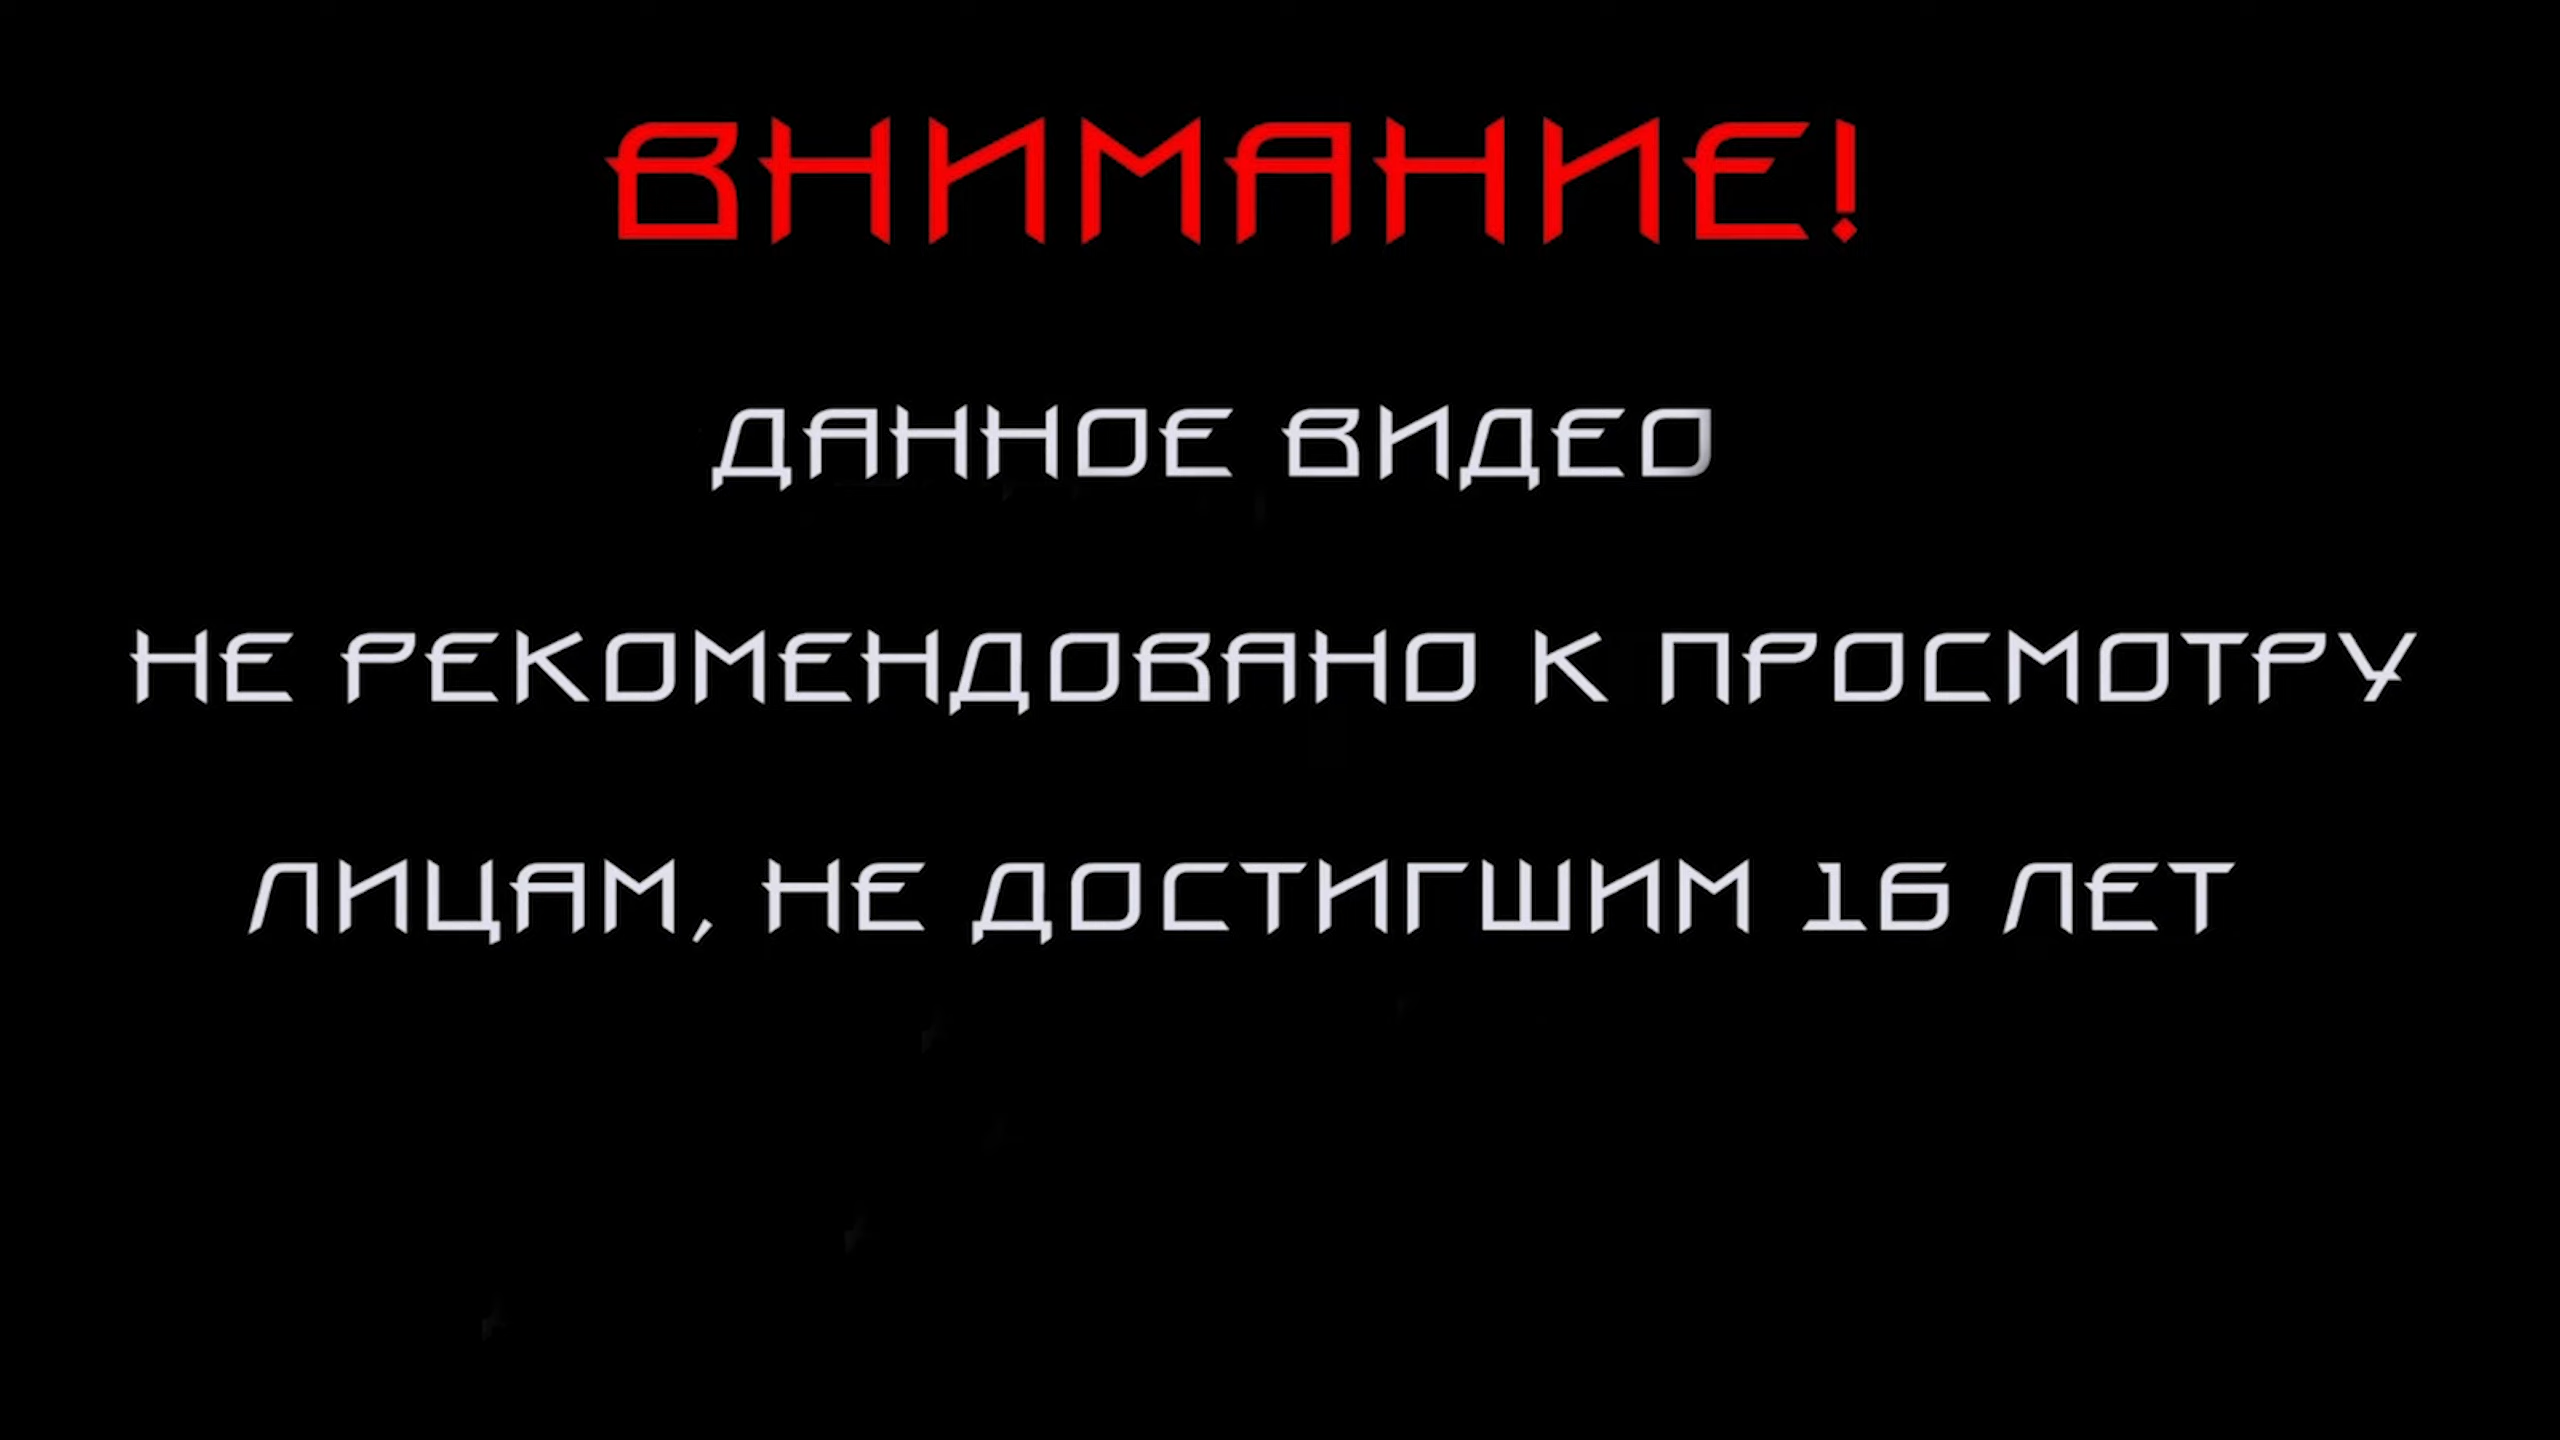 ВНИМАНИЕ!
ДАННОЕ ВИДЕО
НЕ РЕКОМЕНДОВАНО К ПРОСМОТРУ
ЛИЦАМ, НЕ ДОСТИГШИМ 16 ЛЕТ